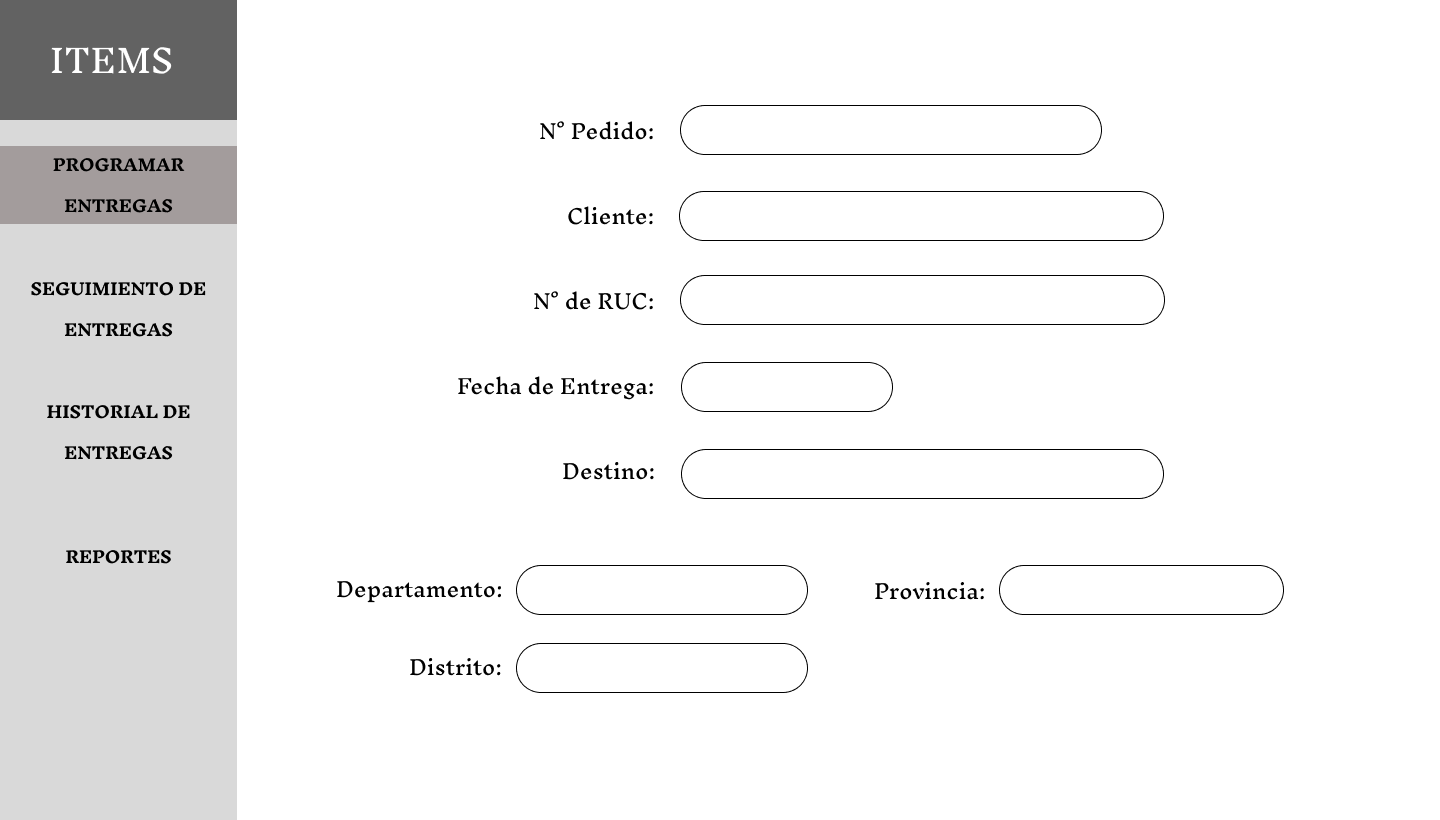 ITEMS
PROGRAMAR
ENTREGAS
SEGUIMIENTO DE
ENTREGAS
HISTORIAL DE
ENTREGAS
REPORTES
N° Pedido:
Cliente:
N° de RUC:
Fecha de Entrega:
Destino:
Departamento:
Provincia:
Distrito: